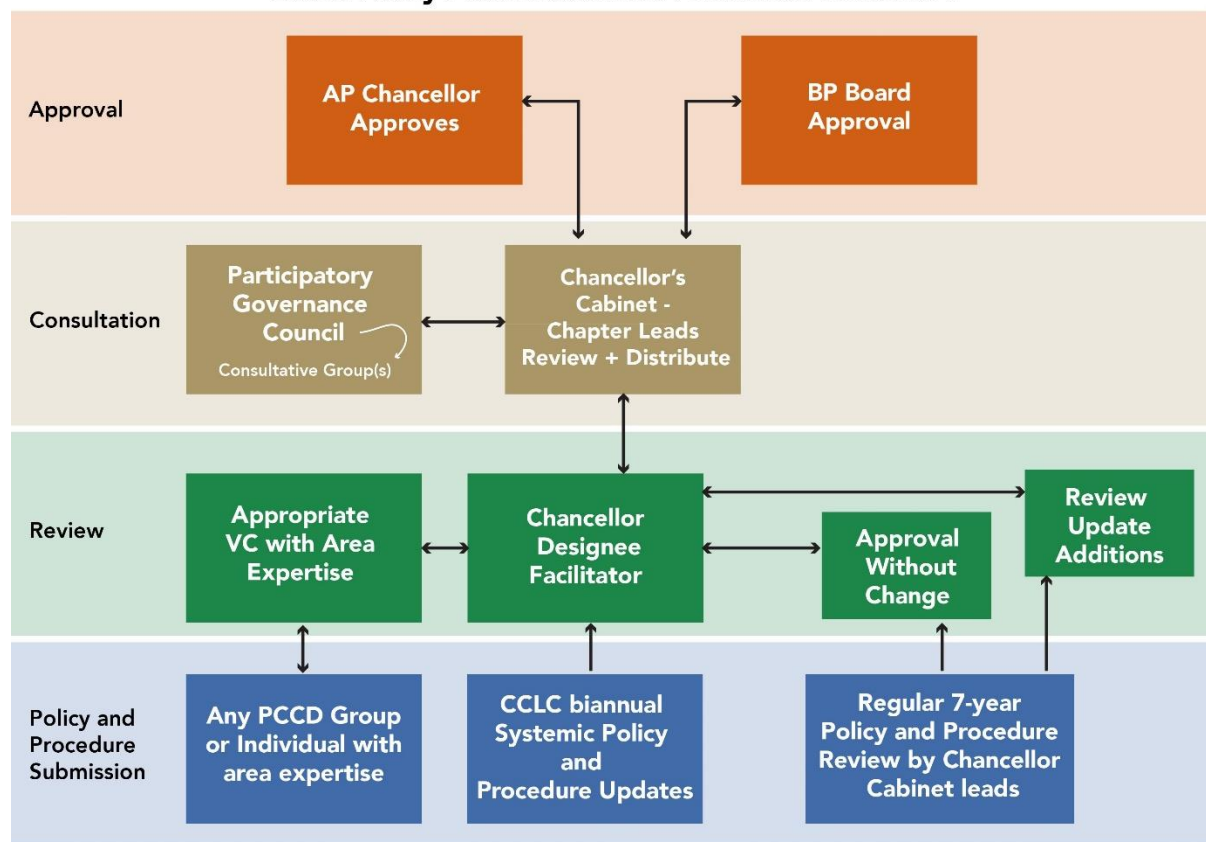 Approval
AP Chancellor
Approves
BP Board
Approval
Consultation
Participatory
Governance
Council
Consultative Group(s)
Chancellor’s
Cabinet -
Chapter Leads
Review + Distribute
Review
Appropriate
VC with Area
Expertise
Chancellor
Designee
Facilitator
Approval
Without
Change
Review
Update
Additions
Policy and
Procedure
Submission
Any PCCD Group
or Individual with
area expertise
CCLC biannual
Systemic Policy
and
Procedure Updates
Regular 7-year
Policy and Procedure
Review by Chancellor
Cabinet leads